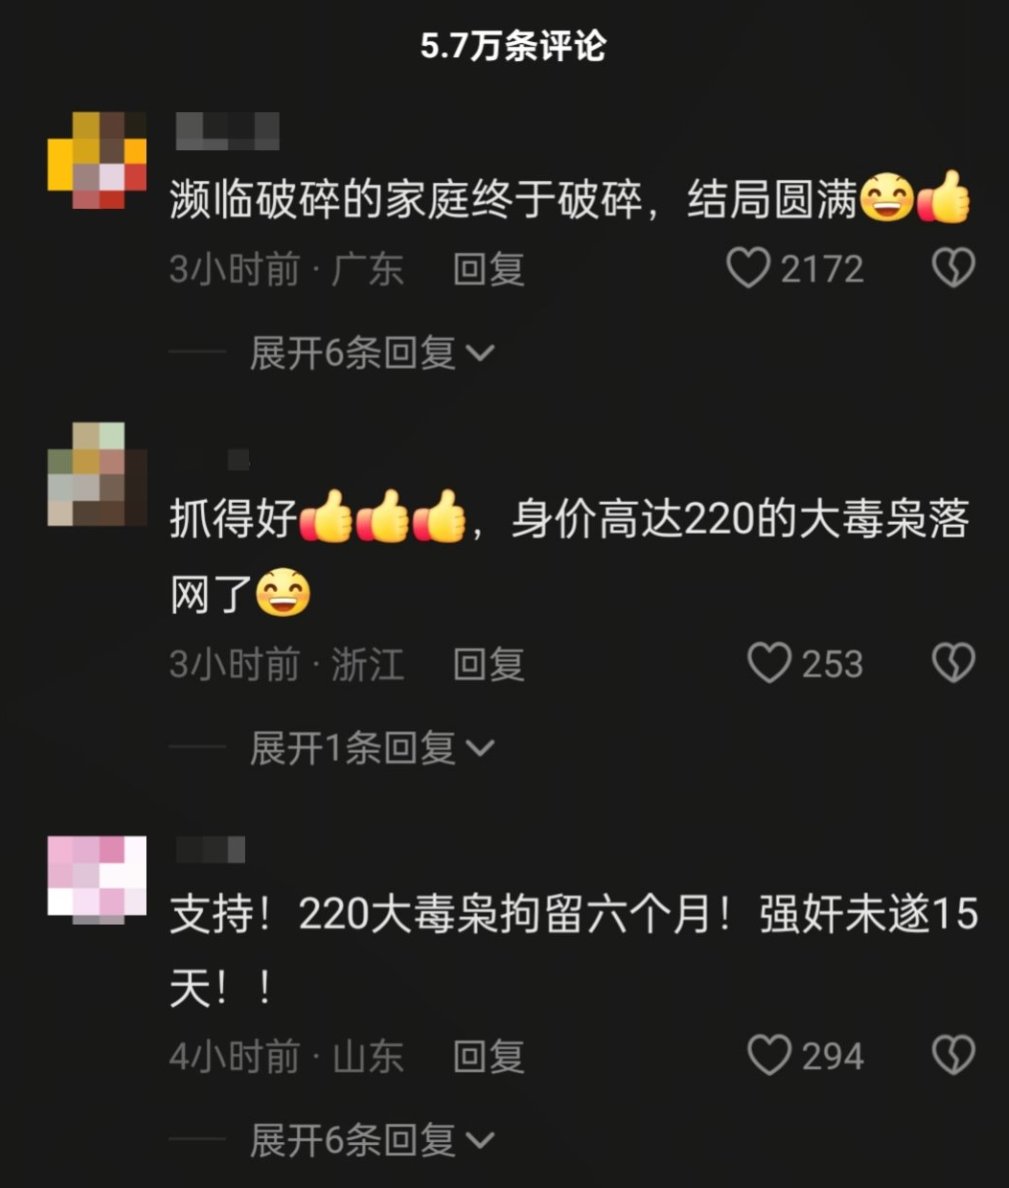 5.7万条评论
濒临破碎的家庭终于破碎，结局圆满😄👍
3小时前 · 广东 回复 2172
展开6条回复
抓得好👍👍👍，身价高达220的大毒枭落
网了😄
3小时前 · 浙江 回复 253
展开1条回复
支持！220大毒枭拘留六个月！强奸未遂15
天！！
4小时前 · 山东 回复 294
展开6条回复